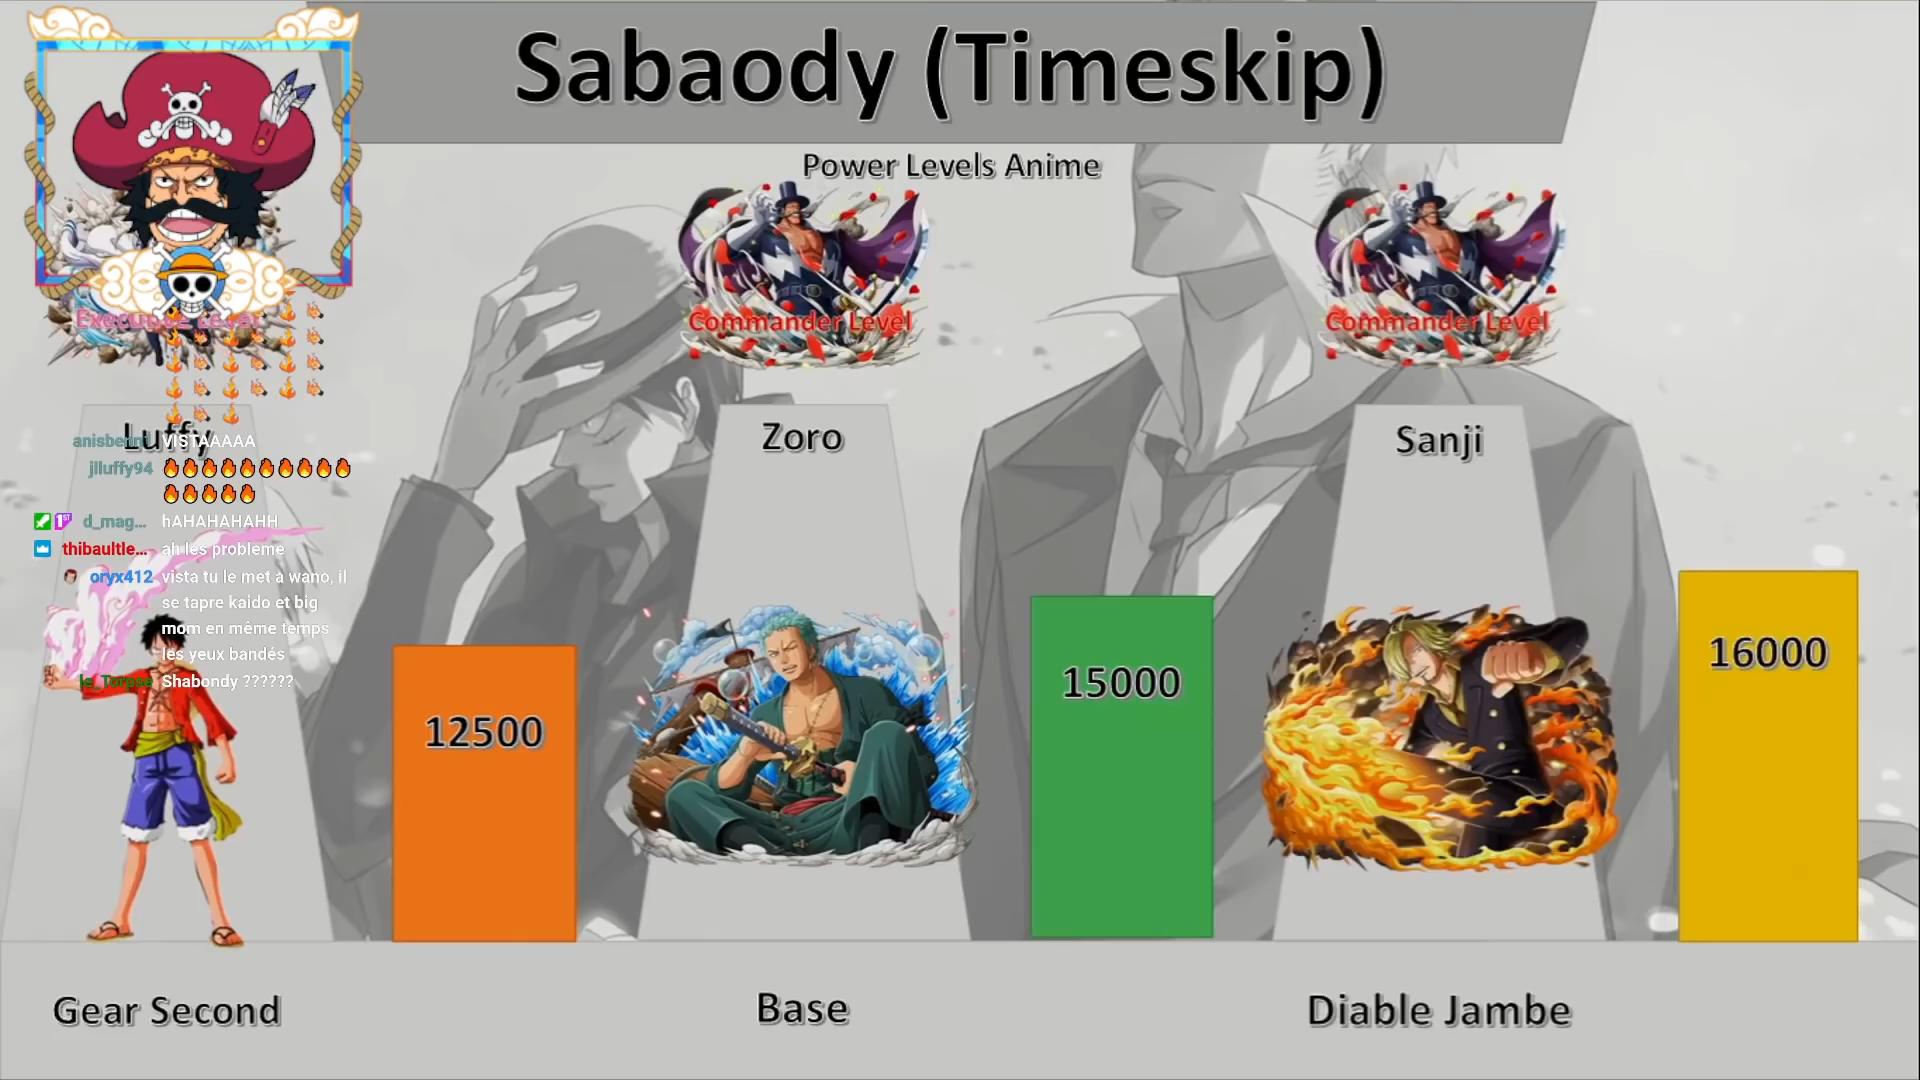 Sabaody (Timeskip)
Power Levels Anime
Executive Level
Commander Level
Commander Level
Luffy
Zoro
Sanji
VISTAAAAA
jlluffy94 🔥🔥🔥🔥🔥🔥🔥🔥🔥🔥
🔥🔥🔥🔥🔥
d_mag... hAHAHAHAHH
thibaultle... ah les probleme
oryx412 vista tu le met à wano, il
se tapre kaido et big
mom en même temps
les yeux bandés
le_Torpae Shabondy ??????
12500
15000
16000
Gear Second
Base
Diable Jambe